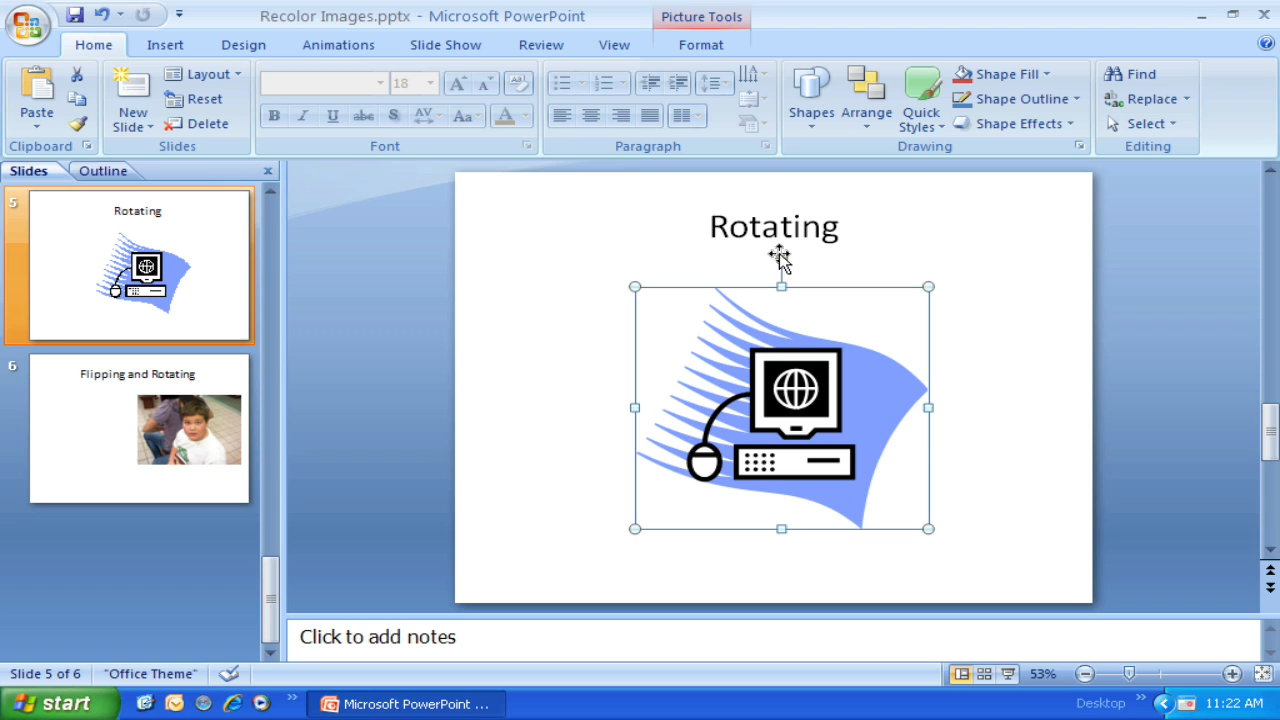 Recolor Images.pptx - Microsoft PowerPoint
Picture Tools
Home
Insert
Design
Animations
Slide Show
Review
View
Format
Paste
Clipboard
New
Slide
Layout
Reset
Delete
Slides
18
B I U abc S AV Aa A
Font
Paragraph
Shapes
Arrange
Quick
Styles
Shape Fill
Shape Outline
Shape Effects
Drawing
Find
Replace
Select
Editing
Slides
Outline
5
Rotating
6
Flipping and Rotating
Rotating
Click to add notes
Slide 5 of 6
"Office Theme"
53%
start
Microsoft PowerPoint ...
Desktop
11:22 AM